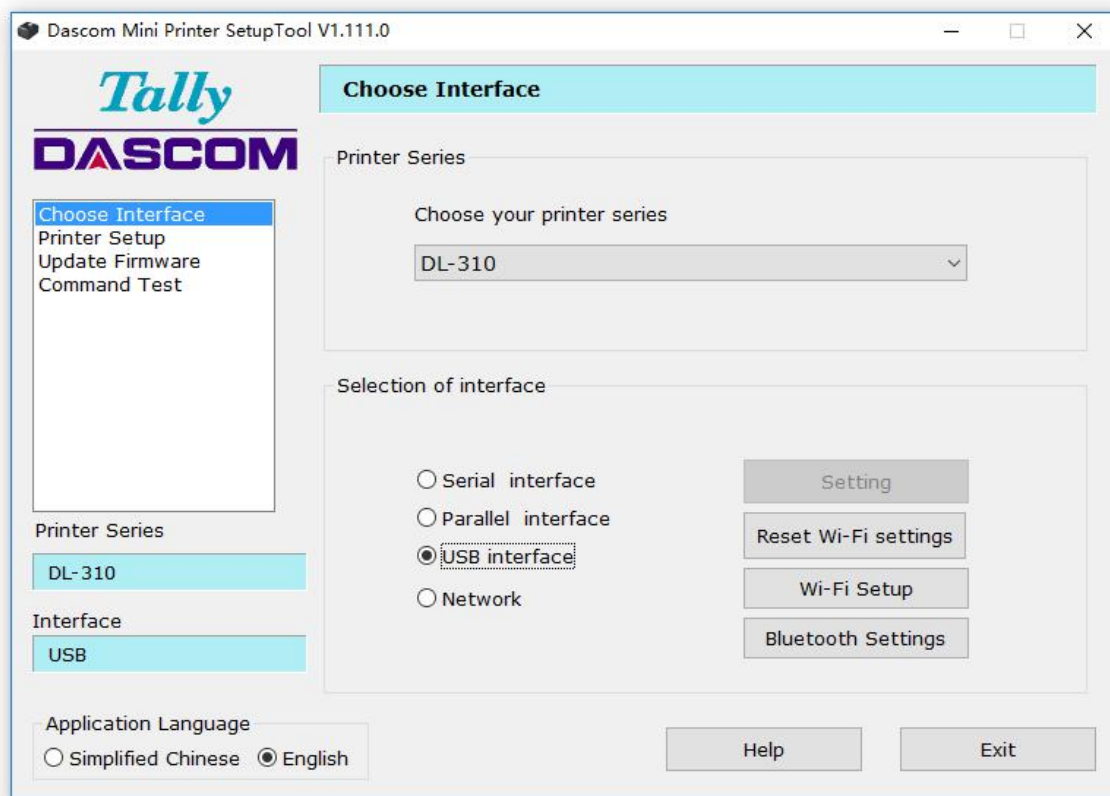 Dascom Mini Printer SetupTool V1.111.0
Tally
DASCOM
Choose Interface
Printer Setup
Update Firmware
Command Test
Printer Series
DL-310
Interface
USB
Application Language
Simplified Chinese English
Choose Interface
Printer Series
Choose your printer series
DL-310
Selection of interface
Serial interface
Parallel interface
USB interface
Network
Setting
Reset Wi-Fi settings
Wi-Fi Setup
Bluetooth Settings
Help Exit